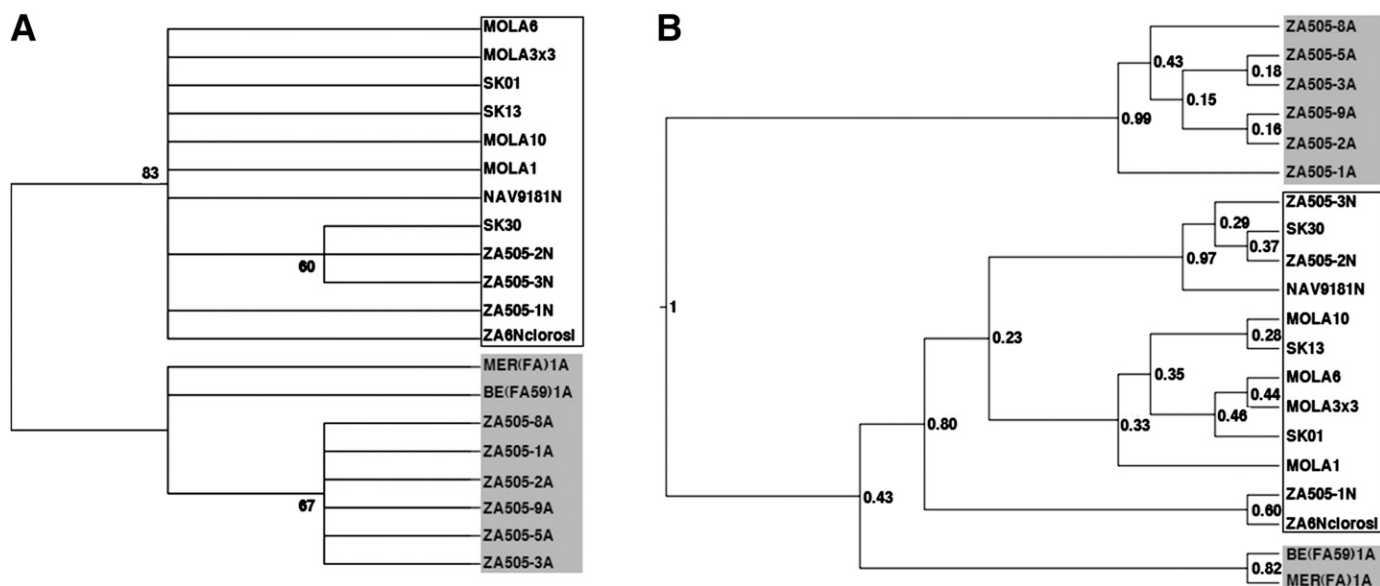 A
MOLA6
MOLA3x3
SK01
SK13
MOLA10
MOLA1
83
NAV9181N
SK30
ZA505-2N
60
ZA505-3N
ZA505-1N
ZA6Nclorosi
MER(FA)1A
BE(FA59)1A
ZA505-8A
ZA505-1A
ZA505-2A
67
ZA505-9A
ZA505-5A
ZA505-3A
B
ZA505-8A
0.43
ZA505-5A
0.18
ZA505-3A
0.15
0.99
ZA505-9A
0.16
ZA505-2A
ZA505-1A
ZA505-3N
0.29
SK30
0.37
0.97
ZA505-2N
NAV9181N
1
MOLA10
0.28
0.23
SK13
0.35
MOLA6
0.44
MOLA3x3
0.46
0.33
SK01
0.80
MOLA1
0.43
ZA505-1N
0.60
ZA6Nclorosi
BE(FA59)1A
0.82
MER(FA)1A